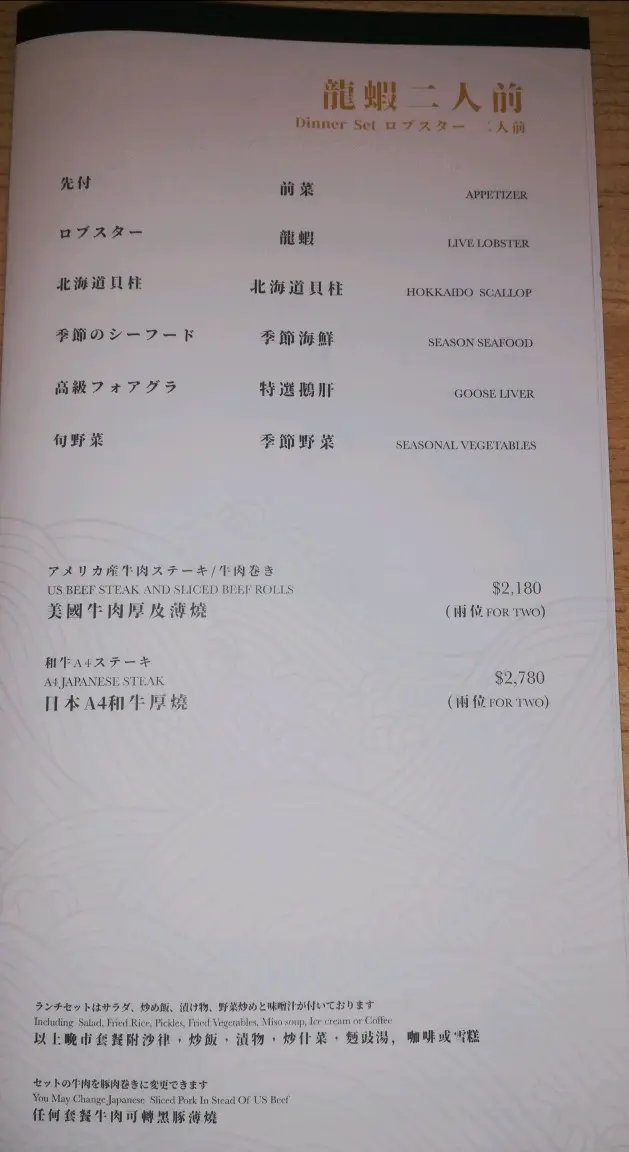 龍蝦二人前
Dinner Set ロブスター 二人前
先付 前菜 APPETIZER
ロブスター 龍蝦 LIVE LOBSTER
北海道貝柱 北海道貝柱 HOKKAIDO SCALLOP
季節のシーフード 季節海鮮 SEASON SEAFOOD
高級フォアグラ 特選鵝肝 GOOSE LIVER
旬野菜 季節野菜 SEASONAL VEGETABLES
アメリカ産牛肉ステーキ/牛肉巻き
US BEEF STEAK AND SLICED BEEF ROLLS $2,180
美國牛肉厚及薄燒 (兩位 FOR TWO)
和牛A4ステーキ
A4 JAPANESE STEAK $2,780
日本A4和牛厚燒 (兩位 FOR TWO)
ランチセットはサラダ、炒め飯、漬け物、野菜炒めと味噌汁が付いております
Including Salad, Fried Rice, Pickles, Fried Vegetables, Miso soup, Ice cream or Coffee
以上晚市套餐附沙律，炒飯，漬物，炒什菜，麵豉湯，咖啡或雪糕
セットの牛肉を豚肉巻きに変更できます
You May Change Japanese Sliced Pork In Stead Of US Beef
任何套餐牛肉可轉黑豚薄燒